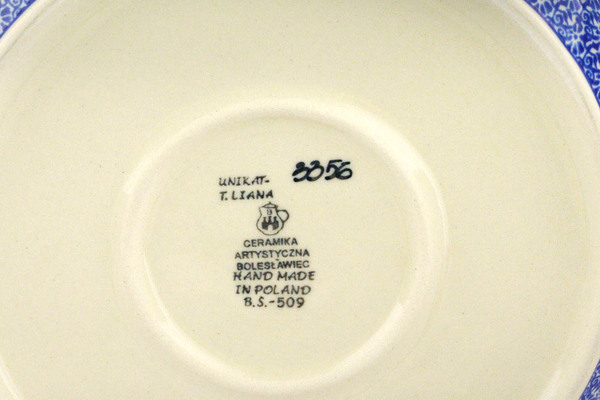 UNIKAT- 3356
T. LIANA
CERAMIKA
ARTYSTYCZNA
BOLESŁAWIEC
HAND MADE
IN POLAND
B.Ś.-509